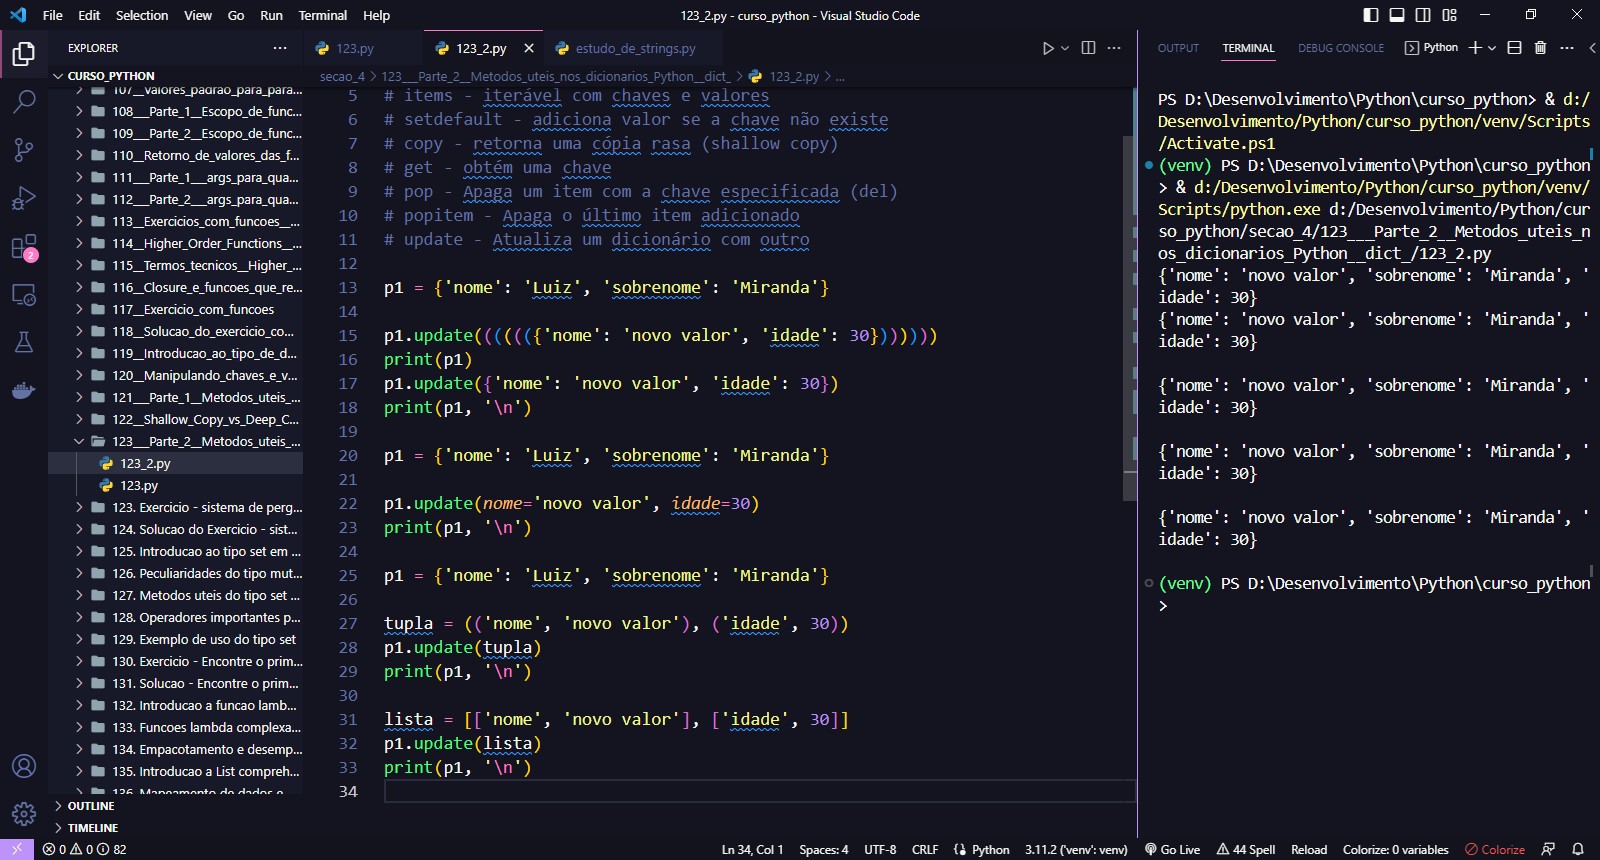 File Edit Selection View Go Run Terminal Help
123_2.py - curso_python - Visual Studio Code
EXPLORER
CURSO_PYTHON
107__Valores_padrao_para_para...
108___Parte_1__Escopo_de_func...
109__Parte_2__Escopo_de_func...
110__Retorno_de_valores_das_f...
111___Parte_1___args_para_qua...
112__Parte_2__args_para_qua...
113__Exercicios_com_funcoes__...
114__Higher_Order_Functions__...
115__Termos_tecnicos__Higher_...
116__Closure_e_funcoes_que_re...
117__Exercicio_com_funcoes
118__Solucao_do_exercicio_co...
119__Introducao_ao_tipo_de_d...
120__Manipulando_chaves_e_v...
121___Parte_1__Metodos_uteis_...
122__Shallow_Copy_vs_Deep_C...
123___Parte_2__Metodos_uteis_...
123_2.py
123.py
123. Exercicio - sistema de perg...
124. Solucao do Exercicio - sist...
125. Introducao ao tipo set em ...
126. Peculiaridades do tipo mut...
127. Metodos uteis do tipo set ...
128. Operadores importantes p...
129. Exemplo de uso do tipo set
130. Exercicio - Encontre o prim...
131. Solucao - Encontre o prim...
132. Introducao a funcao lamb...
133. Funcoes lambda complexa...
134. Empacotamento e desemp...
135. Introducao a List compreh...
136. Mapeamento de dados e
OUTLINE
TIMELINE
2
123.py 123_2.py estudo_de_strings.py
secao_4 > 123___Parte_2__Metodos_uteis_nos_dicionarios_Python__dict_ > 123_2.py > ...
5 # items - iterável com chaves e valores
6 # setdefault - adiciona valor se a chave não existe
7 # copy - retorna uma cópia rasa (shallow copy)
8 # get - obtém uma chave
9 # pop - Apaga um item com a chave especificada (del)
10 # popitem - Apaga o último item adicionado
11 # update - Atualiza um dicionário com outro
12
13 p1 = {'nome': 'Luiz', 'sobrenome': 'Miranda'}
14
15 p1.update(((((({'nome': 'novo valor', 'idade': 30}))))))
16 print(p1)
17 p1.update({'nome': 'novo valor', 'idade': 30})
18 print(p1, '\n')
19
20 p1 = {'nome': 'Luiz', 'sobrenome': 'Miranda'}
21
22 p1.update(nome='novo valor', idade=30)
23 print(p1, '\n')
24
25 p1 = {'nome': 'Luiz', 'sobrenome': 'Miranda'}
26
27 tupla = (('nome', 'novo valor'), ('idade', 30))
28 p1.update(tupla)
29 print(p1, '\n')
30
31 lista = [['nome', 'novo valor'], ['idade', 30]]
32 p1.update(lista)
33 print(p1, '\n')
34
OUTPUT TERMINAL DEBUG CONSOLE Python
PS D:\Desenvolvimento\Python\curso_python> & d:/
Desenvolvimento/Python/curso_python/venv/Scripts
/Activate.ps1
(venv) PS D:\Desenvolvimento\Python\curso_python
> & d:/Desenvolvimento/Python/curso_python/venv/
Scripts/python.exe d:/Desenvolvimento/Python/cur
so_python/secao_4/123___Parte_2__Metodos_uteis_n
os_dicionarios_Python__dict_/123_2.py
{'nome': 'novo valor', 'sobrenome': 'Miranda', '
idade': 30}
{'nome': 'novo valor', 'sobrenome': 'Miranda', '
idade': 30}
{'nome': 'novo valor', 'sobrenome': 'Miranda', '
idade': 30}
{'nome': 'novo valor', 'sobrenome': 'Miranda', '
idade': 30}
{'nome': 'novo valor', 'sobrenome': 'Miranda', '
idade': 30}
(venv) PS D:\Desenvolvimento\Python\curso_python
>
0 0 82 Ln 34, Col 1 Spaces: 4 UTF-8 CRLF Python 3.11.2 ('venv': venv) Go Live 44 Spell Reload Colorize: 0 variables Colorize